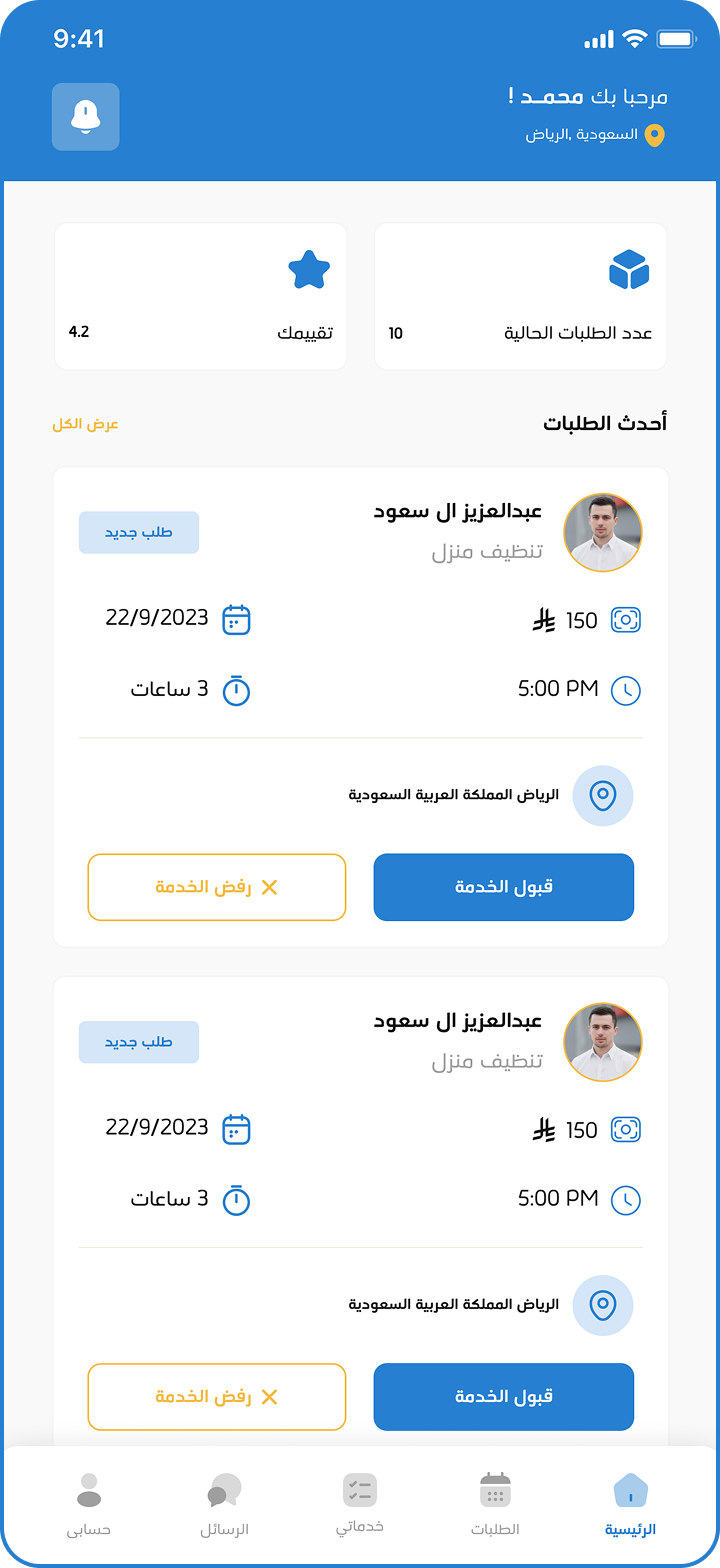 9:41
مرحبا بك محمــد !
السعودية ,الرياض
عدد الطلبات الحالية 10
تقييمك 4.2
أحدث الطلبات
عرض الكل
عبدالعزيز ال سعود
تنظيف منزل
طلب جديد
150
22/9/2023
5:00 PM
3 ساعات
الرياض المملكة العربية السعودية
قبول الخدمة
رفض الخدمة
عبدالعزيز ال سعود
تنظيف منزل
طلب جديد
150
22/9/2023
5:00 PM
3 ساعات
الرياض المملكة العربية السعودية
قبول الخدمة
رفض الخدمة
الرئيسية
الطلبات
خدماتي
الرسائل
حسابى